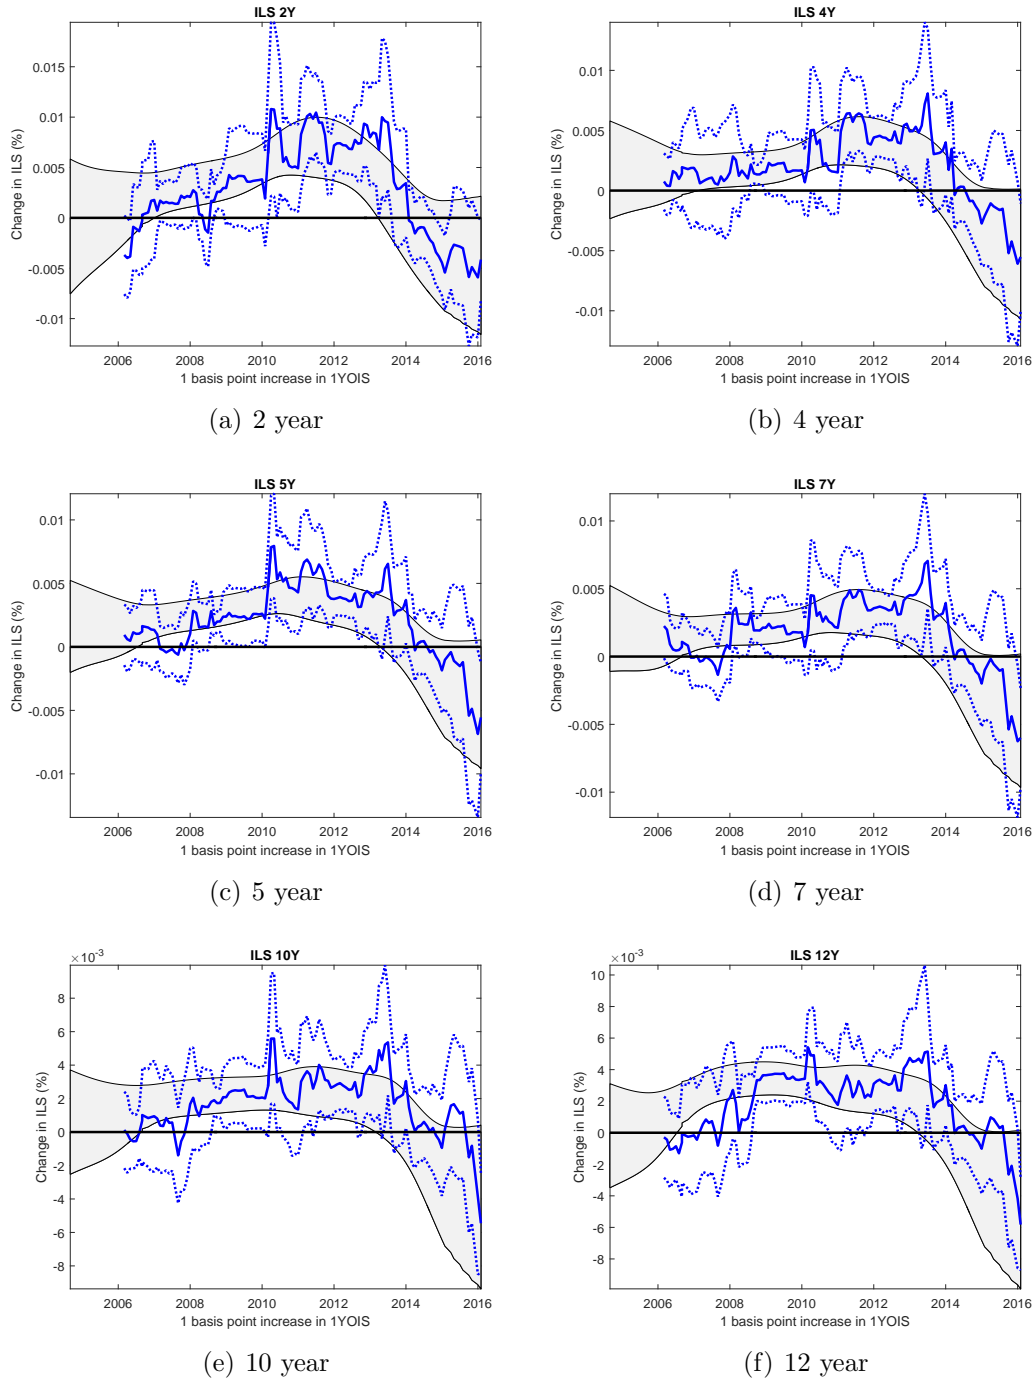 ILS 2Y
Change in ILS (%)
0.015
0.01
0.005
0
-0.005
-0.01
2006 2008 2010 2012 2014 2016
1 basis point increase in 1YOIS
(a) 2 year
ILS 4Y
Change in ILS (%)
0.01
0.005
0
-0.005
-0.01
2006 2008 2010 2012 2014 2016
1 basis point increase in 1YOIS
(b) 4 year
ILS 5Y
Change in ILS (%)
0.01
0.005
0
-0.005
-0.01
2006 2008 2010 2012 2014 2016
1 basis point increase in 1YOIS
(c) 5 year
ILS 7Y
Change in ILS (%)
0.01
0.005
0
-0.005
-0.01
2006 2008 2010 2012 2014 2016
1 basis point increase in 1YOIS
(d) 7 year
×10⁻³
ILS 10Y
Change in ILS (%)
8
6
4
2
0
-2
-4
-6
-8
2006 2008 2010 2012 2014 2016
1 basis point increase in 1YOIS
(e) 10 year
×10⁻³
ILS 12Y
Change in ILS (%)
10
8
6
4
2
0
-2
-4
-6
-8
2006 2008 2010 2012 2014 2016
1 basis point increase in 1YOIS
(f) 12 year